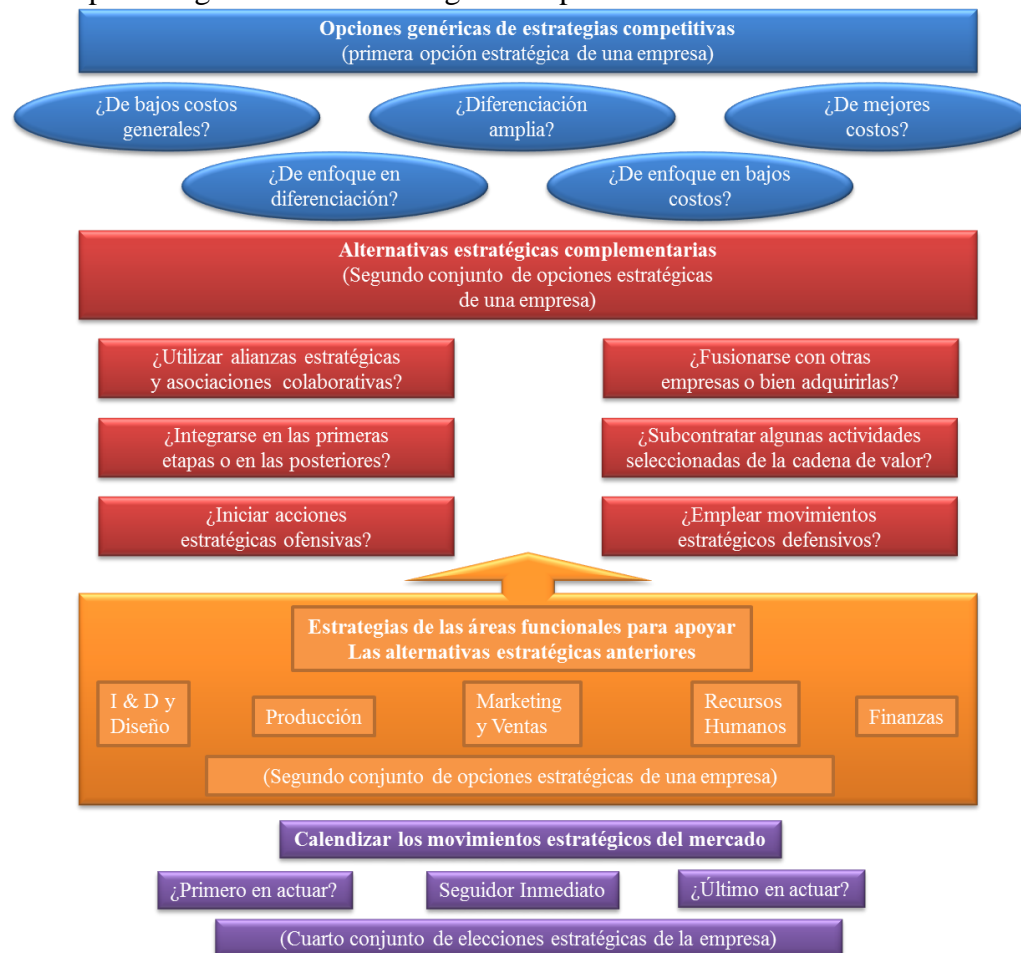 Opciones genéricas de estrategias competitivas
(primera opción estratégica de una empresa)
¿De bajos costos
generales?
¿Diferenciación
amplia?
¿De mejores
costos?
¿De enfoque en
diferenciación?
¿De enfoque en bajos
costos?
Alternativas estratégicas complementarias
(Segundo conjunto de opciones estratégicas
de una empresa)
¿Utilizar alianzas estratégicas
y asociaciones colaborativas?
¿Fusionarse con otras
empresas o bien adquirirlas?
¿Integrarse en las primeras
etapas o en las posteriores?
¿Subcontratar algunas actividades
seleccionadas de la cadena de valor?
¿Iniciar acciones
estratégicas ofensivas?
¿Emplear movimientos
estratégicos defensivos?
Estrategias de las áreas funcionales para apoyar
Las alternativas estratégicas anteriores
I & D y
Diseño
Producción
Marketing
y Ventas
Recursos
Humanos
Finanzas
(Segundo conjunto de opciones estratégicas de una empresa)
Calendizar los movimientos estratégicos del mercado
¿Primero en actuar?
Seguidor Inmediato
¿Último en actuar?
(Cuarto conjunto de elecciones estratégicas de la empresa)